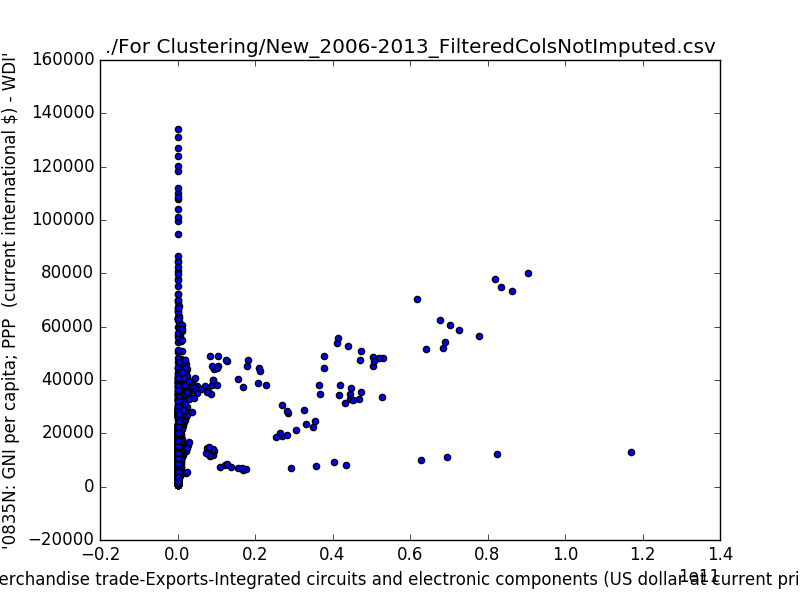 ./For Clustering/New_2006-2013_FilteredColsNotImputed.csv
'0835N: GNI per capita; PPP (current international $) - WDI'
160000
140000
120000
100000
80000
60000
40000
20000
0
−20000
−0.2 0.0 0.2 0.4 0.6 0.8 1.0 1.2 1.4
1e11
erchandise trade-Exports-Integrated circuits and electronic components (US dollar at current pri